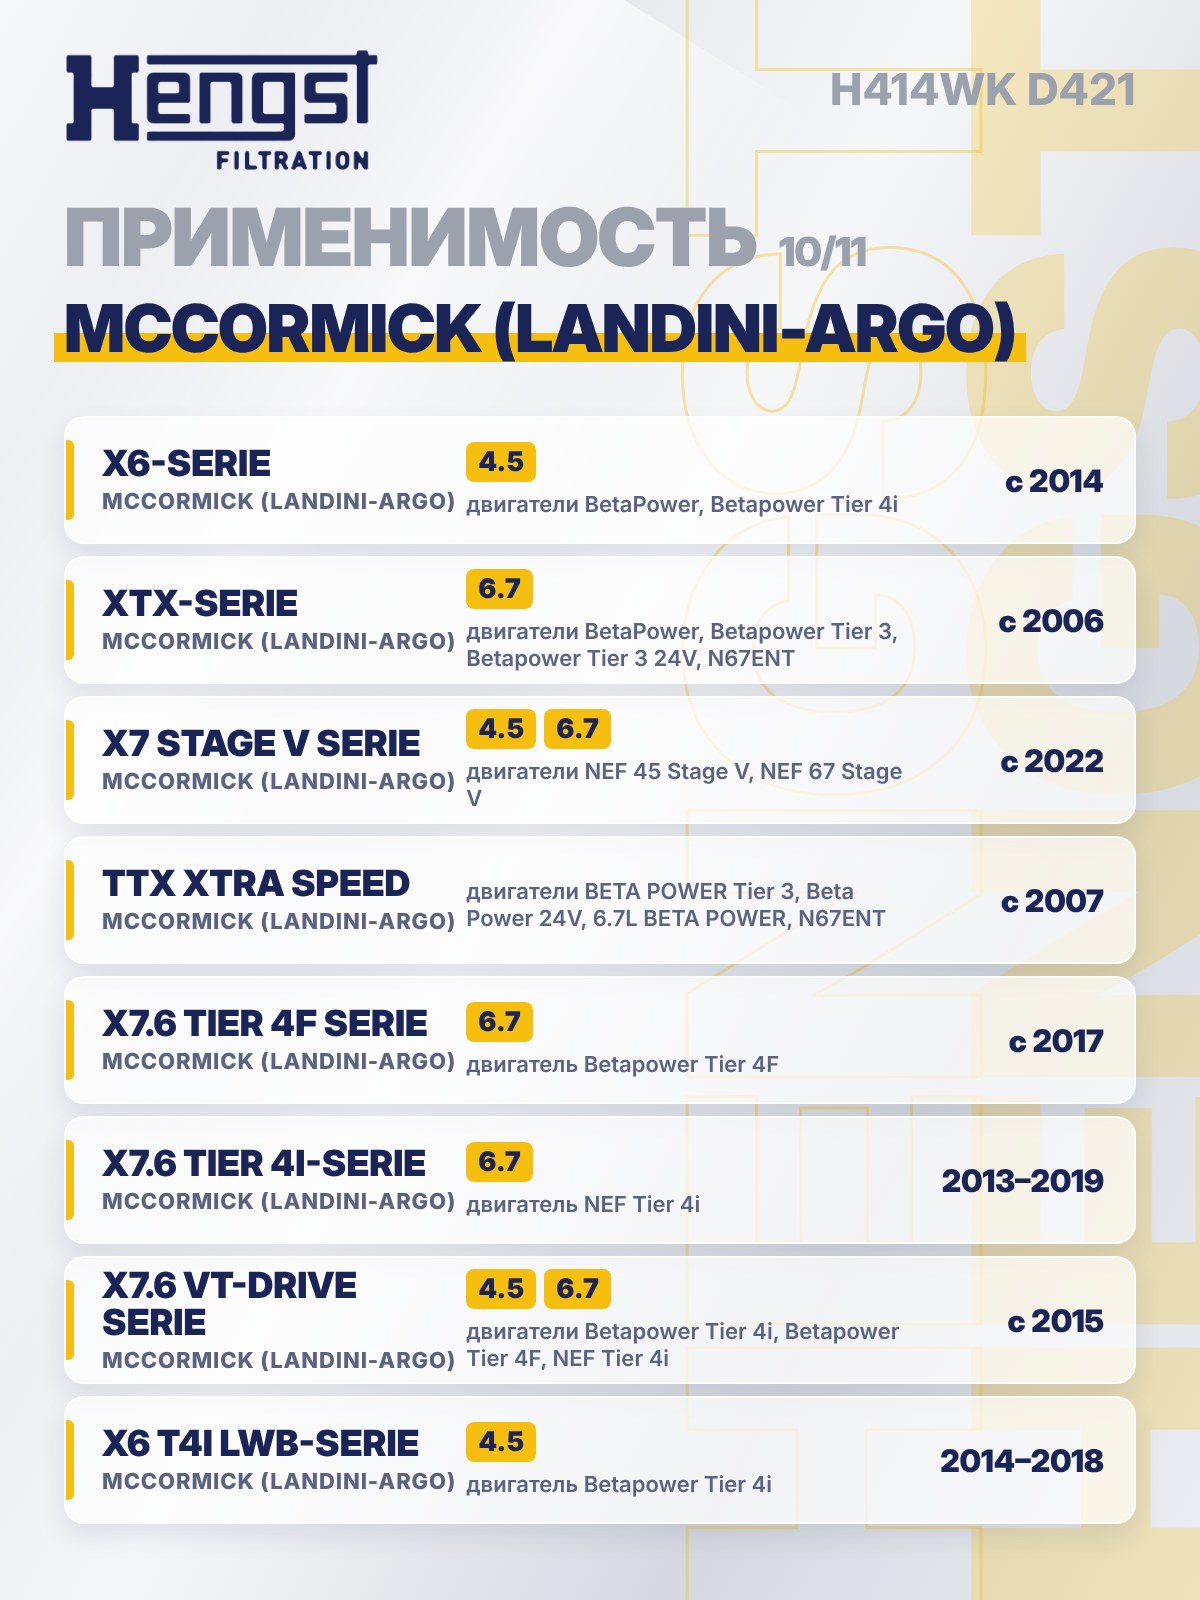 Hengst
FILTRATION
H414WK D421
ПРИМЕНИМОСТЬ 10/11
MCCORMICK (LANDINI-ARGO)
X6-SERIE
MCCORMICK (LANDINI-ARGO)
4.5
двигатели BetaPower, Betapower Tier 4i
с 2014
XTX-SERIE
MCCORMICK (LANDINI-ARGO)
6.7
двигатели BetaPower, Betapower Tier 3,
Betapower Tier 3 24V, N67ENT
с 2006
X7 STAGE V SERIE
MCCORMICK (LANDINI-ARGO)
4.5 6.7
двигатели NEF 45 Stage V, NEF 67 Stage
V
с 2022
TTX XTRA SPEED
MCCORMICK (LANDINI-ARGO)
двигатели BETA POWER Tier 3, Beta
Power 24V, 6.7L BETA POWER, N67ENT
с 2007
X7.6 TIER 4F SERIE
MCCORMICK (LANDINI-ARGO)
6.7
двигатель Betapower Tier 4F
с 2017
X7.6 TIER 4I-SERIE
MCCORMICK (LANDINI-ARGO)
6.7
двигатель NEF Tier 4i
2013–2019
X7.6 VT-DRIVE
SERIE
MCCORMICK (LANDINI-ARGO)
4.5 6.7
двигатели Betapower Tier 4i, Betapower
Tier 4F, NEF Tier 4i
с 2015
X6 T4I LWB-SERIE
MCCORMICK (LANDINI-ARGO)
4.5
двигатель Betapower Tier 4i
2014–2018
HENGST